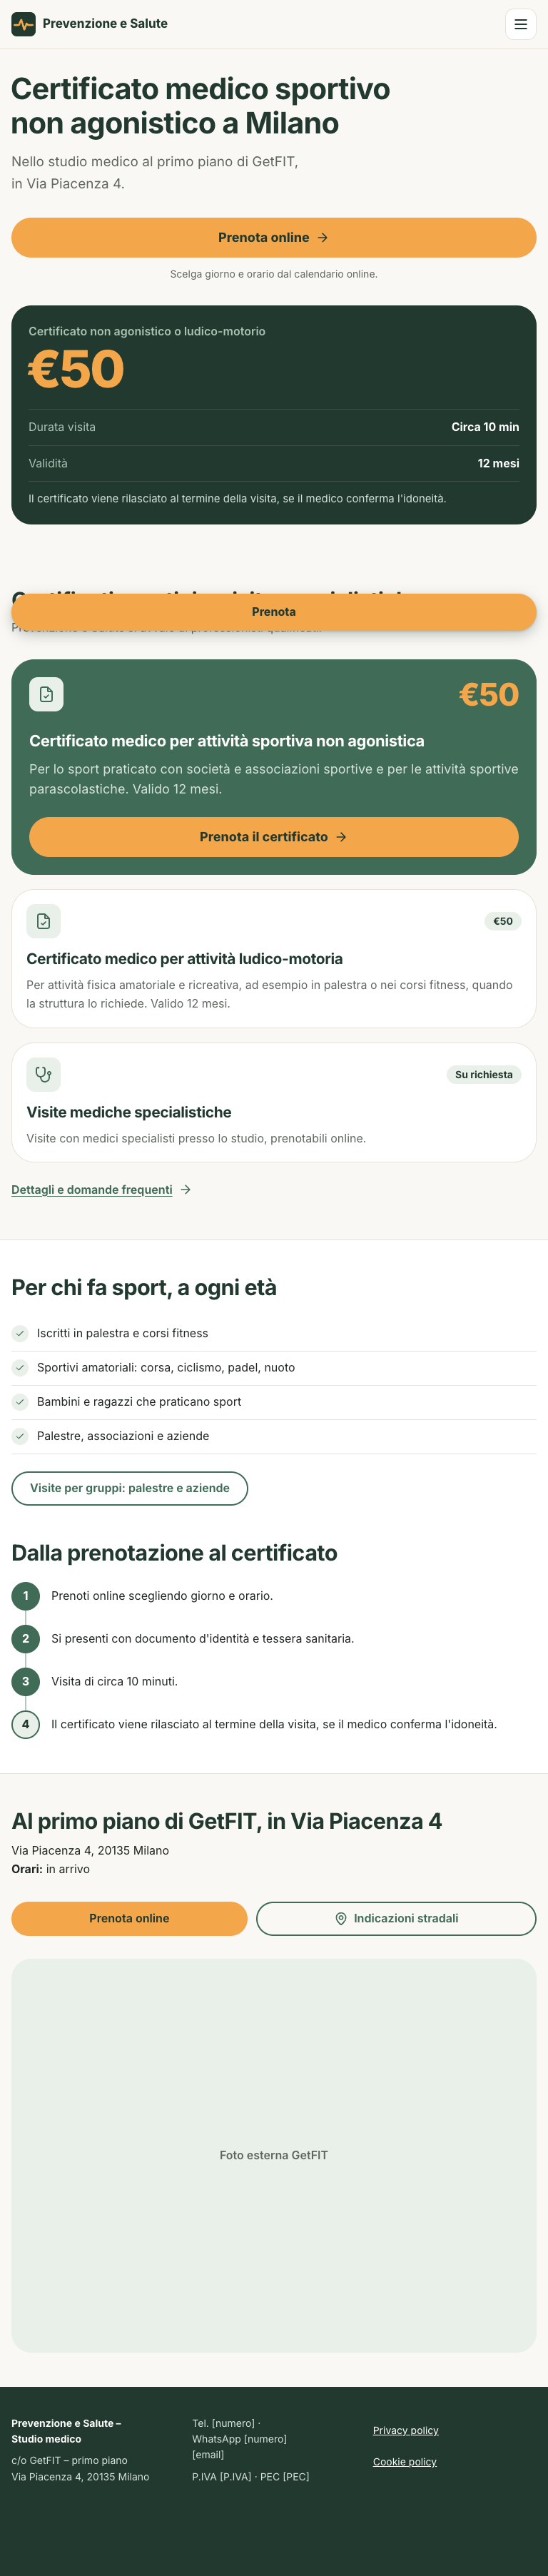 Prevenzione e Salute
Certificato medico sportivo
non agonistico a Milano
Nello studio medico al primo piano di GetFIT,
in Via Piacenza 4.
Prenota online
Scelga giorno e orario dal calendario online.
Certificato non agonistico o ludico-motorio
€50
Durata visita
Circa 10 min
Validità
12 mesi
Il certificato viene rilasciato al termine della visita, se il medico conferma l'idoneità.
Prenota
€50
Certificato medico per attività sportiva non agonistica
Per lo sport praticato con società e associazioni sportive e per le attività sportive
parascolastiche. Valido 12 mesi.
Prenota il certificato
€50
Certificato medico per attività ludico-motoria
Per attività fisica amatoriale e ricreativa, ad esempio in palestra o nei corsi fitness, quando
la struttura lo richiede. Valido 12 mesi.
Su richiesta
Visite mediche specialistiche
Visite con medici specialisti presso lo studio, prenotabili online.
Dettagli e domande frequenti
Per chi fa sport, a ogni età
Iscritti in palestra e corsi fitness
Sportivi amatoriali: corsa, ciclismo, padel, nuoto
Bambini e ragazzi che praticano sport
Palestre, associazioni e aziende
Visite per gruppi: palestre e aziende
Dalla prenotazione al certificato
1 Prenoti online scegliendo giorno e orario.
2 Si presenti con documento d'identità e tessera sanitaria.
3 Visita di circa 10 minuti.
4 Il certificato viene rilasciato al termine della visita, se il medico conferma l'idoneità.
Al primo piano di GetFIT, in Via Piacenza 4
Via Piacenza 4, 20135 Milano
Orari: in arrivo
Prenota online
Indicazioni stradali
Foto esterna GetFIT
Prevenzione e Salute –
Studio medico
c/o GetFIT – primo piano
Via Piacenza 4, 20135 Milano
Tel. [numero] ·
WhatsApp [numero]
[email]
P.IVA [P.IVA] · PEC [PEC]
Privacy policy
Cookie policy